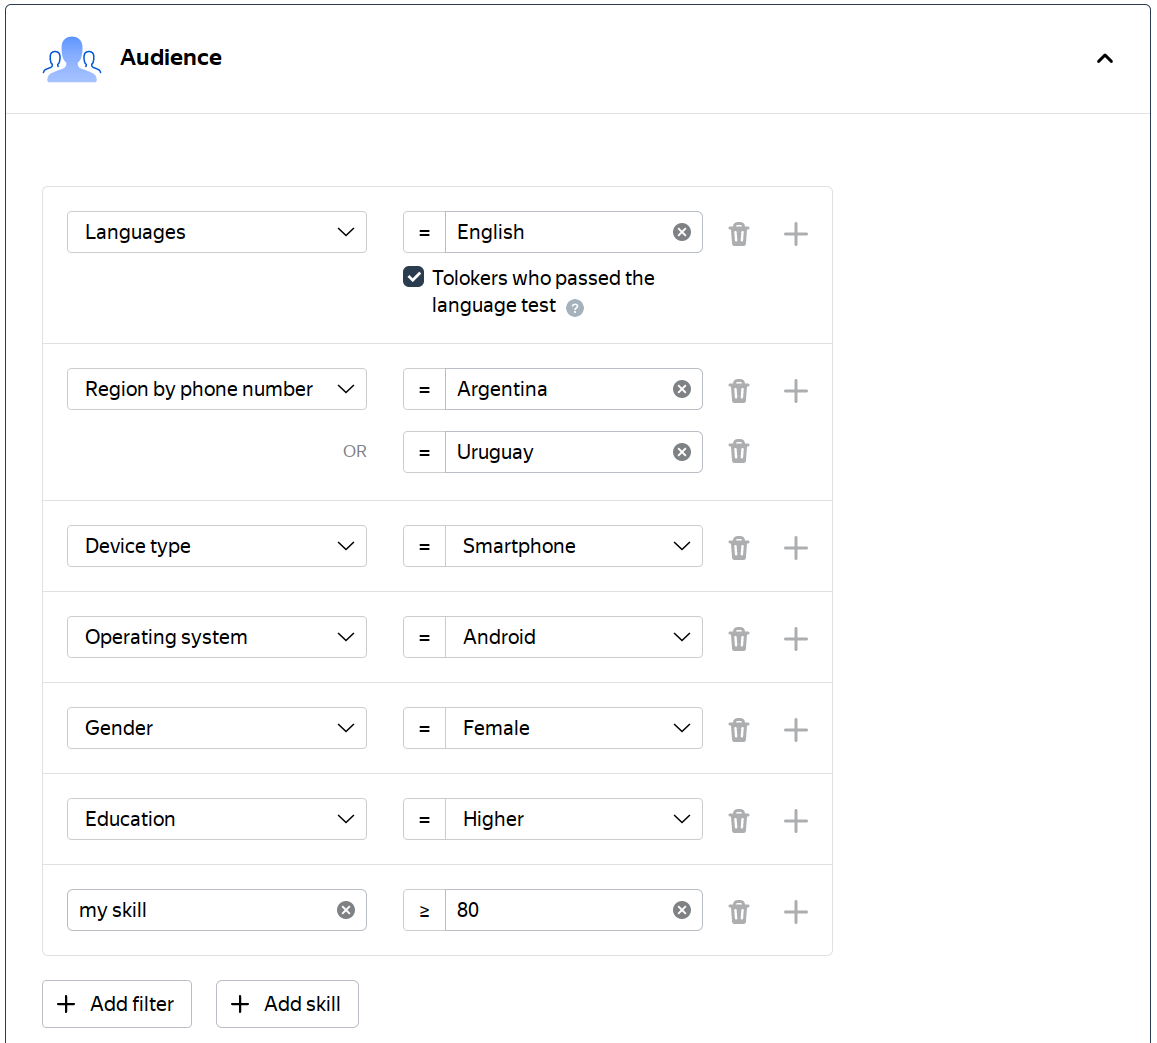 Audience
Languages = English
Tolokers who passed the
language test ?
Region by phone number = Argentina
OR = Uruguay
Device type = Smartphone
Operating system = Android
Gender = Female
Education = Higher
my skill ≥ 80
+ Add filter + Add skill